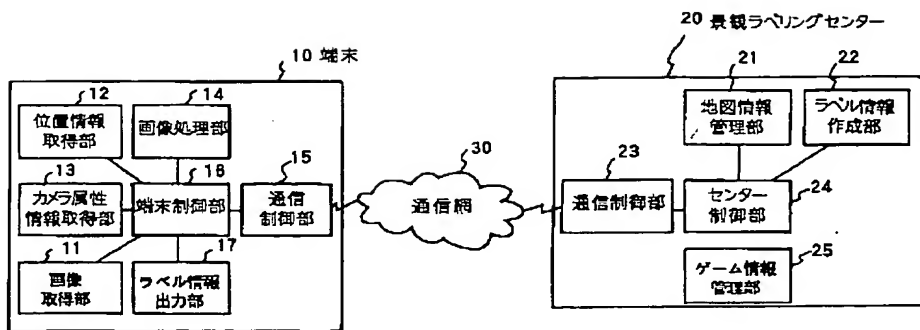 20 景観ラベリングセンター
10 端末
12
位置情報
取得部
14
画像処理部
13
カメラ属性
情報取得部
18
端末制御部
15
通信
制御部
11
画像
取得部
17
ラベル情報
出力部
30
通信網
21
地図情報
管理部
22
ラベル情報
作成部
23
通信制御部
24
センター
制御部
25
ゲーム情報
管理部